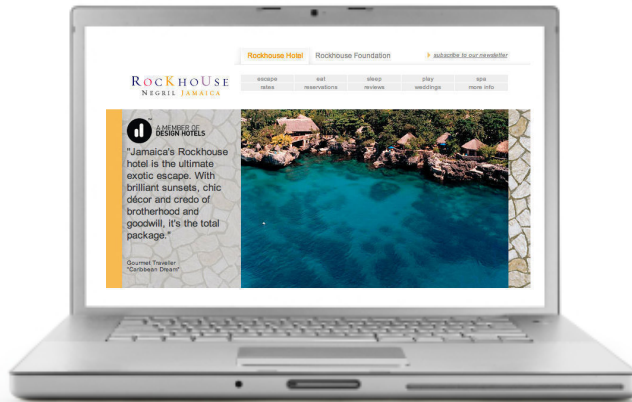 Rockhouse Hotel
Rockhouse Foundation
subscribe to our newsletter
ROCKHOUSE
NEGRIL JAMAICA
escape eat sleep play spa
rates reservations reviews weddings more info
A MEMBER OF
DESIGN HOTELS
"Jamaica's Rockhouse
hotel is the ultimate
exotic escape. With
brilliant sunsets, chic
décor and credo of
brotherhood and
goodwill, it's the total
package."
Gourmet Traveller
"Caribbean Dream"